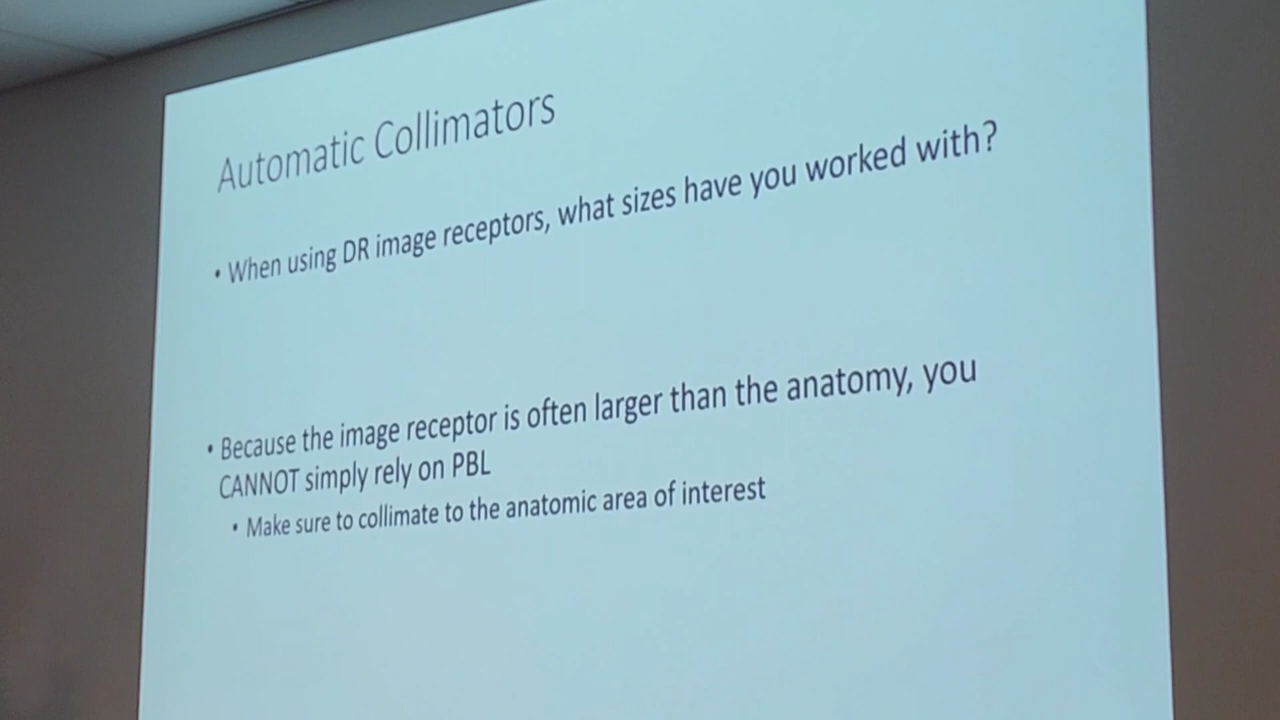 Automatic Collimators
• When using DR image receptors, what sizes have you worked with?
• Because the image receptor is often larger than the anatomy, you
CANNOT simply rely on PBL
• Make sure to collimate to the anatomic area of interest